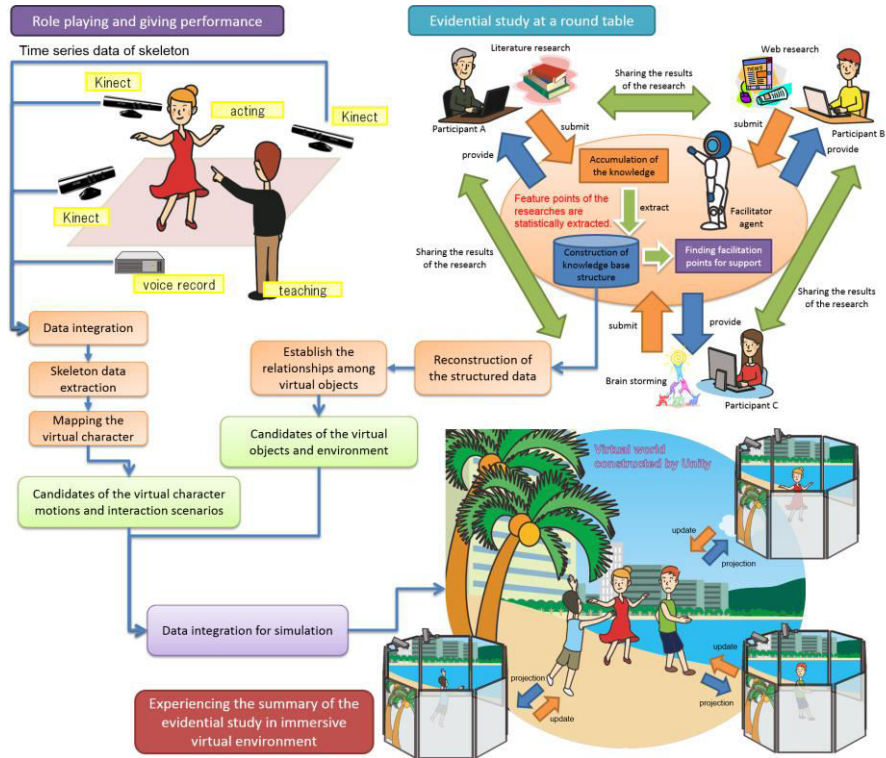 Role playing and giving performance
Time series data of skeleton
Kinect
acting
Kinect
Kinect
voice record
teaching
Evidential study at a round table
Literature research
Web research
Sharing the results
of the research
Participant A
Participant B
submit
submit
provide
provide
Accumulation of
the knowledge
Feature points of the
researches are
statistically extracted.
extract
Facilitator
agent
Construction of
knowledge base
structure
Finding facilitation
points for support
Sharing the results
of the research
Sharing the results
of the research
submit
provide
Brain storming
Participant C
Data integration
Skeleton data
extraction
Mapping the
virtual character
Establish the
relationships among
virtual objects
Reconstruction of
the structured data
Candidates of the virtual
objects and environment
Candidates of the virtual character
motions and interaction scenarios
Data integration for simulation
Virtual world
constructed by Unity
update
projection
update
projection
projection
update
Experiencing the summary of the
evidential study in immersive
virtual environment